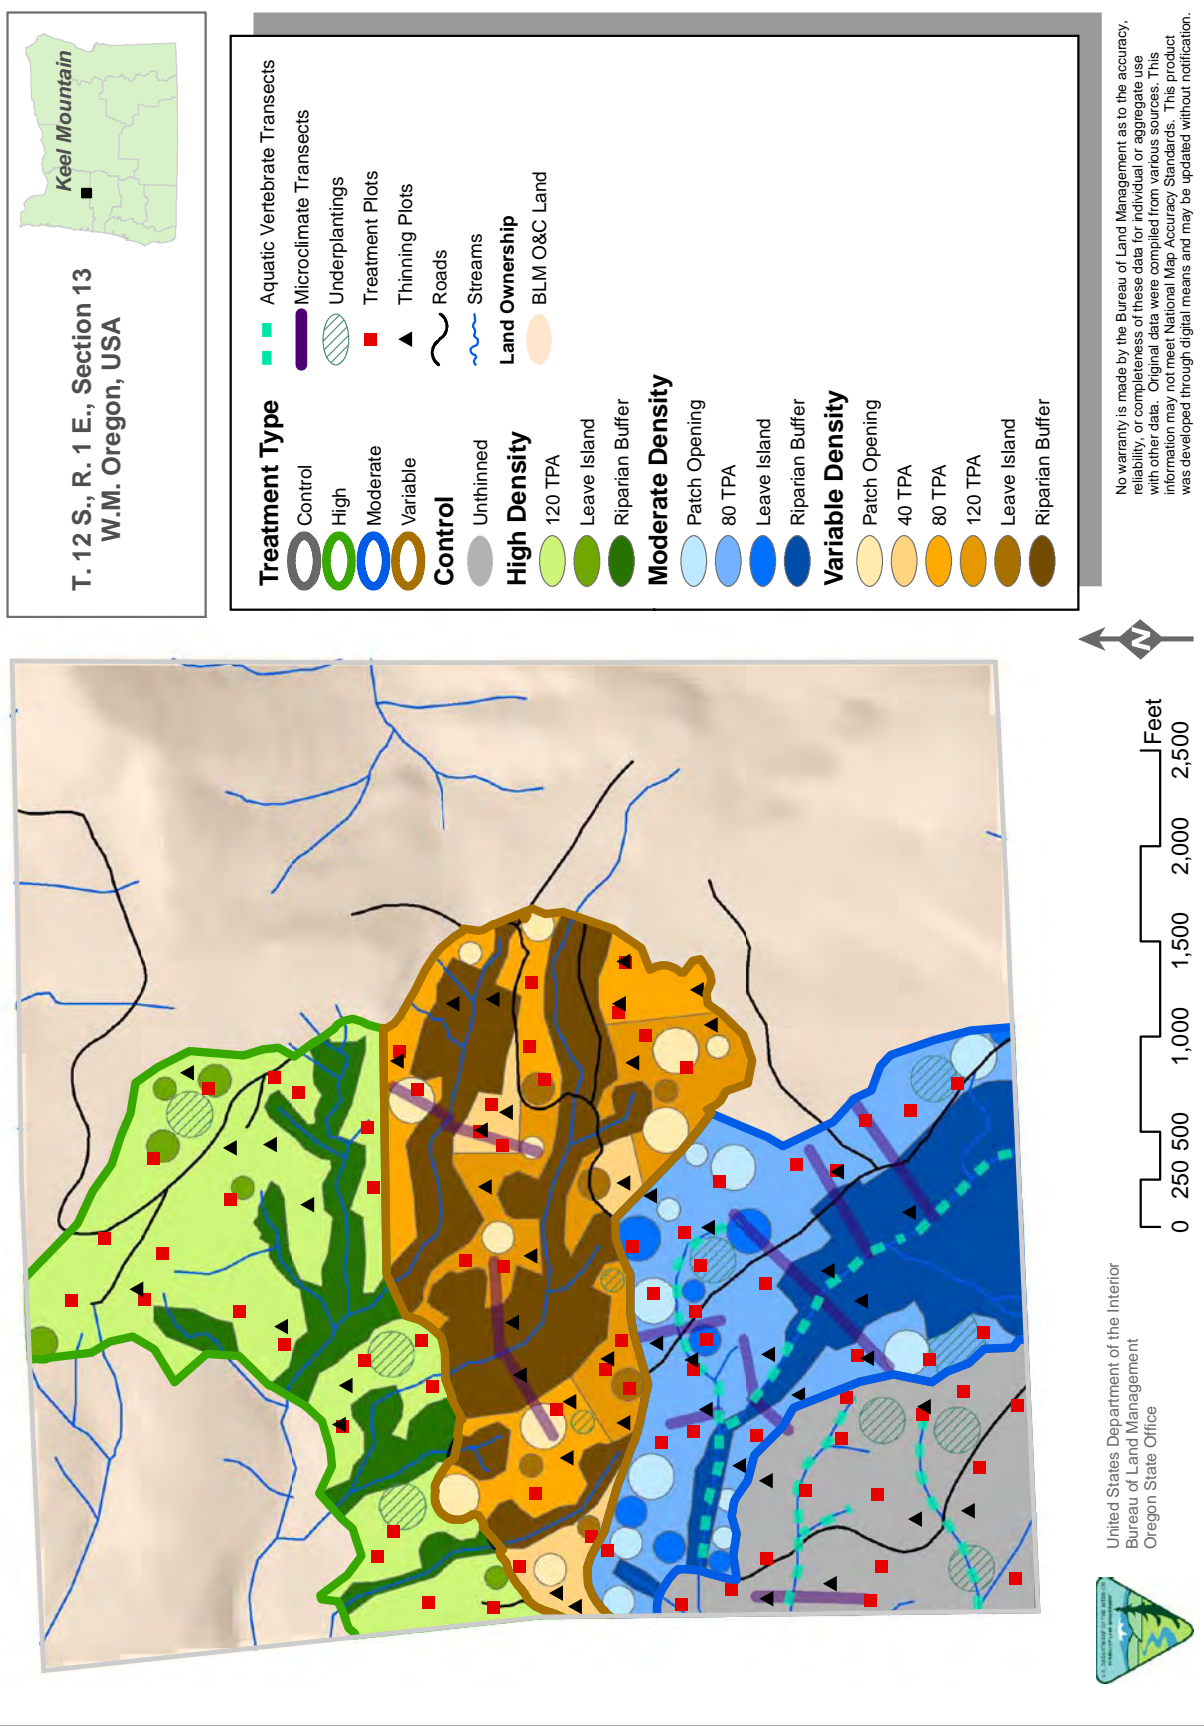 T. 12 S., R. 1 E., Section 13
W.M. Oregon, USA
Keel Mountain
Treatment Type
Control
High
Moderate
Variable
Control
Unthinned
High Density
120 TPA
Leave Island
Riparian Buffer
Moderate Density
Patch Opening
80 TPA
Leave Island
Riparian Buffer
Variable Density
Patch Opening
40 TPA
80 TPA
120 TPA
Leave Island
Riparian Buffer
Aquatic Vertebrate Transects
Microclimate Transects
Underplantings
Treatment Plots
Thinning Plots
Roads
Streams
Land Ownership
BLM O&C Land
No warranty is made by the Bureau of Land Management as to the accuracy,
reliability, or completeness of these data for individual or aggregate use
with other data. Original data were compiled from various sources. This
information may not meet National Map Accuracy Standards. This product
was developed through digital means and may be updated without notification.
N
Feet
0 250 500 1,000 1,500 2,000 2,500
United States Department of the Interior
Bureau of Land Management
Oregon State Office